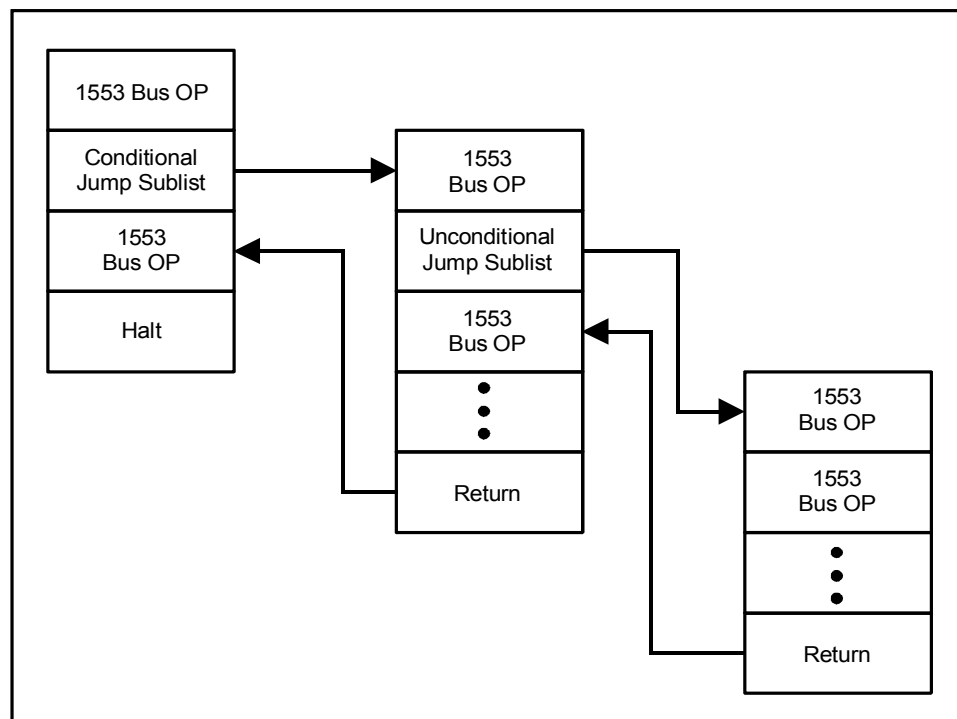 1553 Bus OP
Conditional
Jump Sublist
1553
Bus OP
Halt
1553
Bus OP
Unconditional
Jump Sublist
1553
Bus OP
Return
1553
Bus OP
1553
Bus OP
Return